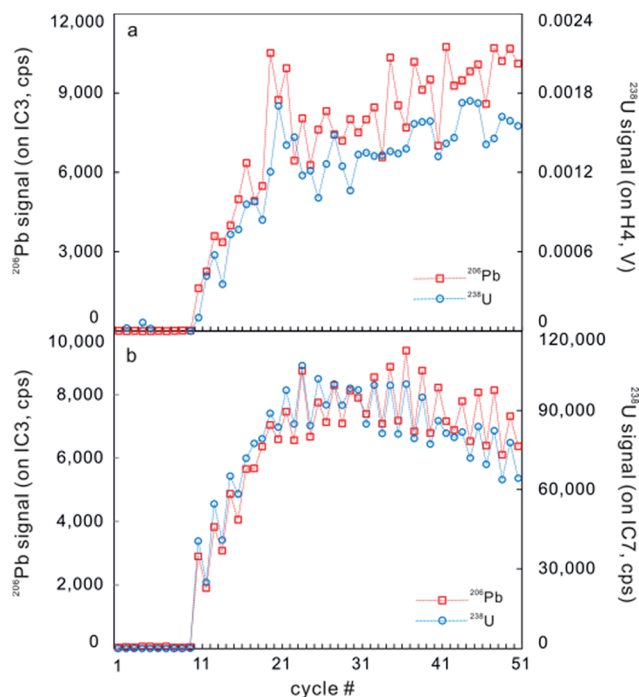 a
12,000
9,000
6,000
3,000
0
²⁰⁶Pb signal (on IC3, cps)
0.0024
0.0018
0.0012
0.0006
0
²³⁸U signal (on H4, V)
²⁰⁶Pb
²³⁸U
b
10,000
8,000
6,000
4,000
2,000
0
²⁰⁶Pb signal (on IC3, cps)
120,000
90,000
60,000
30,000
0
²³⁸U signal (on IC7, cps)
²⁰⁶Pb
²³⁸U
1 11 21 31 41 51
cycle #